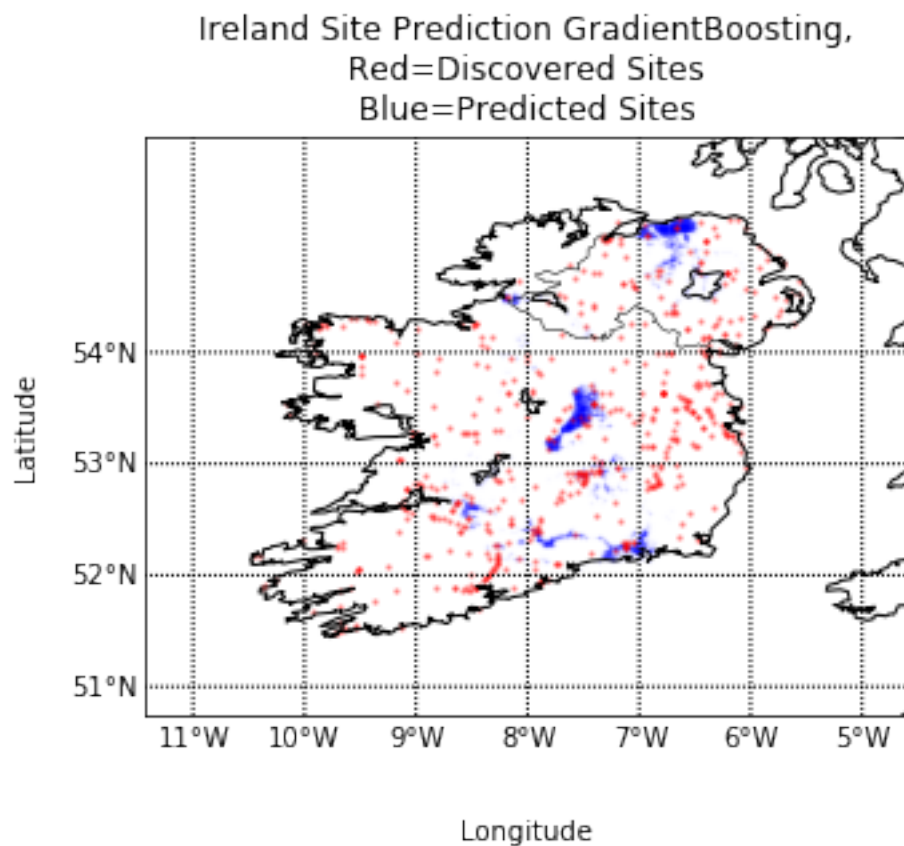 Ireland Site Prediction GradientBoosting,
Red=Discovered Sites
Blue=Predicted Sites
Latitude
54°N
53°N
52°N
51°N
11°W 10°W 9°W 8°W 7°W 6°W 5°W
Longitude